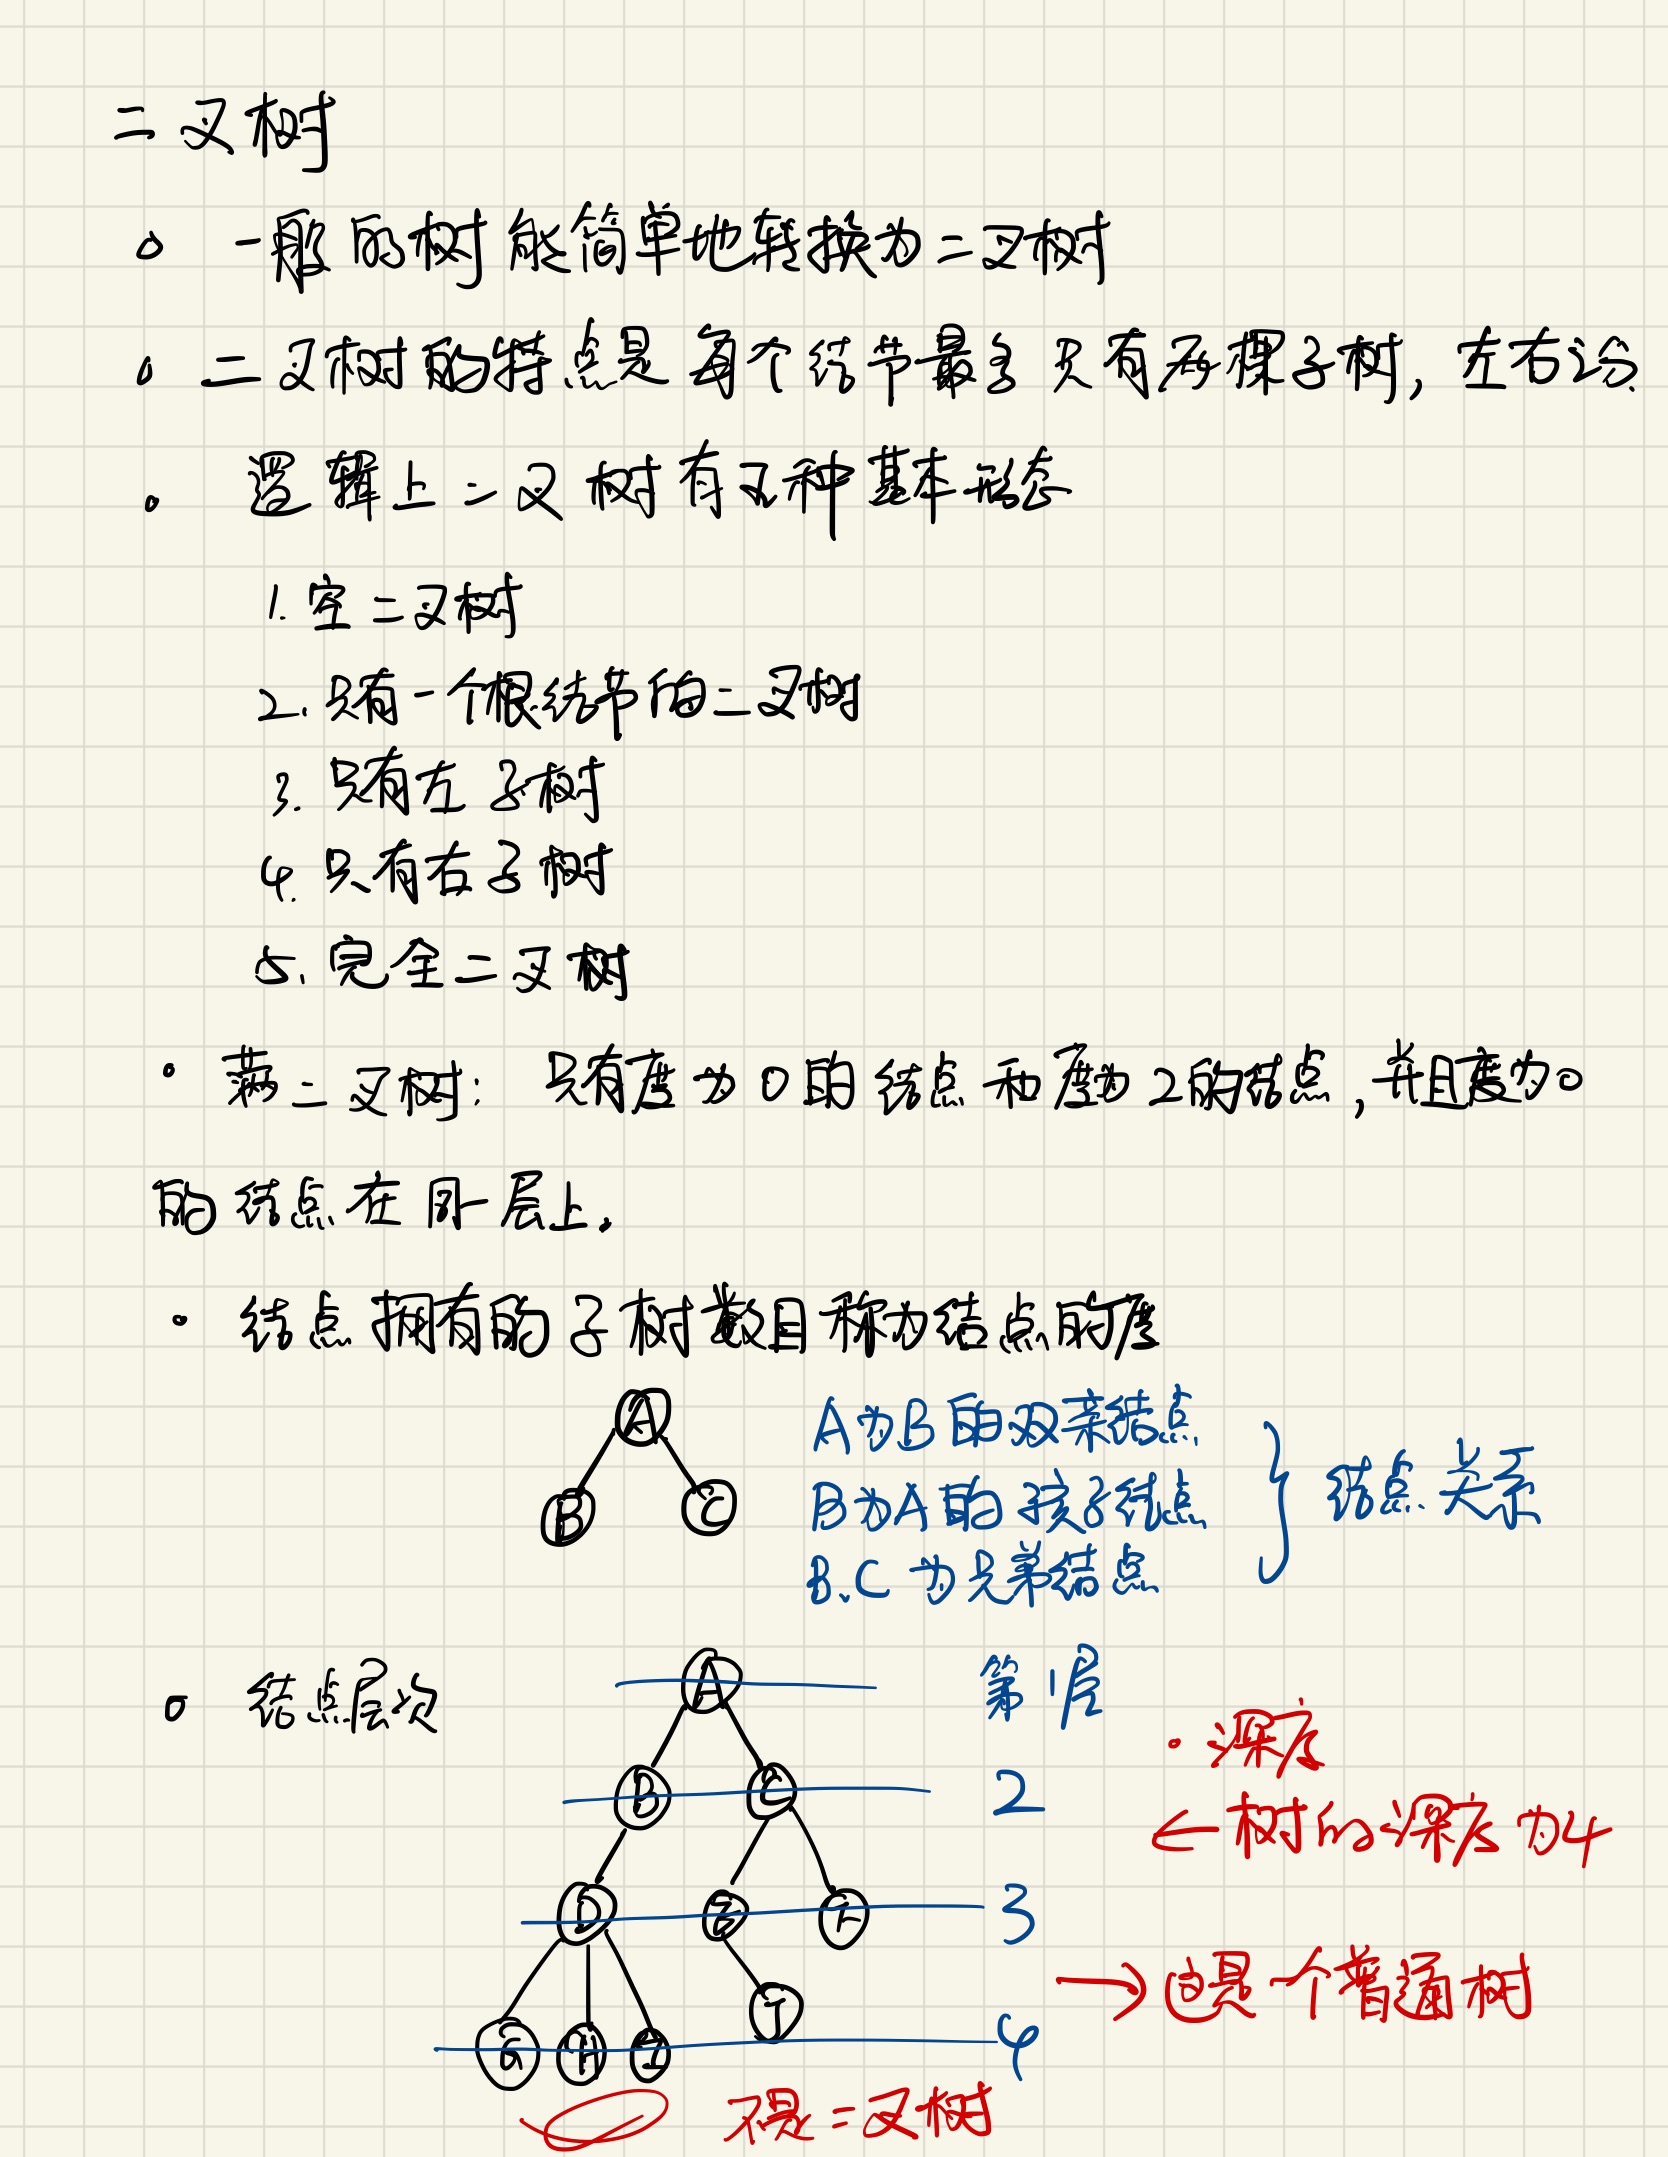 二叉树
一般的树能简单地转换为二叉树
二叉树的特点是每个结节最多只有两棵子树, 左右分
逻辑上二叉树有五种基本形态
1. 空二叉树
2. 只有一个根结节的二叉树
3. 只有左子树
4. 只有右子树
5. 完全二叉树
满二叉树: 只有度为0的结点和度为2的结点, 并且度为0
的结点在同一层上.
结点拥有的子树数目称为结点的度
A
B C
A为B的双亲结点
B为A的孩子结点
B.C为兄弟结点
结点关系
结点层次
A 第1层
B C 2
D E F 3
J
G H I 4
深度
←树的深度为4
→这是一个普通树
不是二叉树